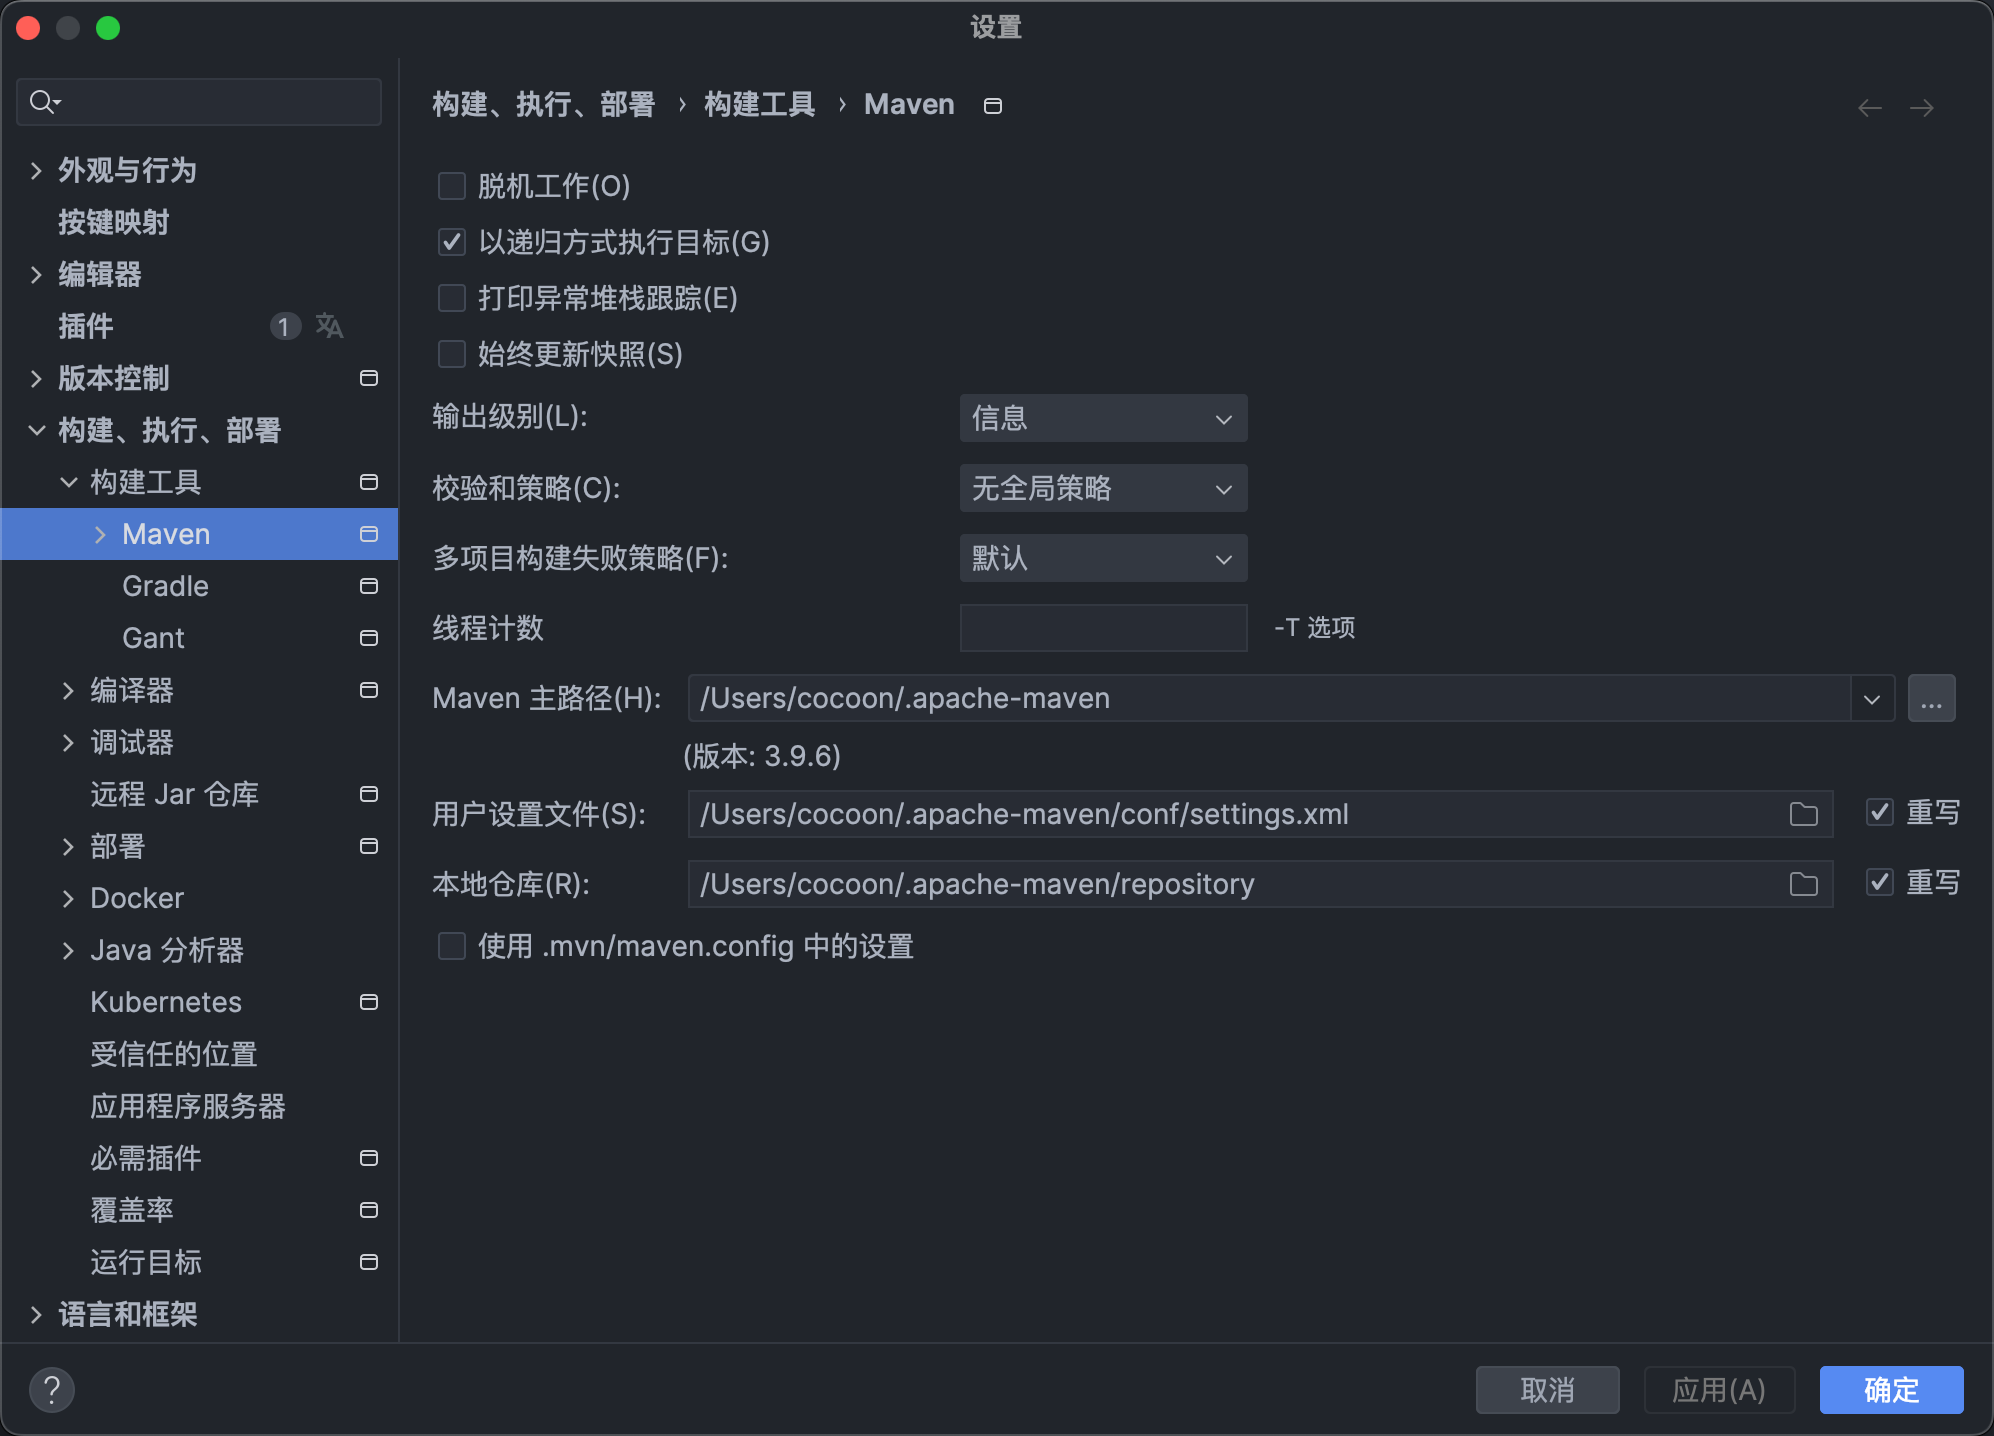 设置
外观与行为
按键映射
编辑器
插件 1
版本控制
构建、执行、部署
构建工具
Maven
Gradle
Gant
编译器
调试器
远程 Jar 仓库
部署
Docker
Java 分析器
Kubernetes
受信任的位置
应用程序服务器
必需插件
覆盖率
运行目标
语言和框架
构建、执行、部署 › 构建工具 › Maven
脱机工作(O)
以递归方式执行目标(G)
打印异常堆栈跟踪(E)
始终更新快照(S)
输出级别(L): 信息
校验和策略(C): 无全局策略
多项目构建失败策略(F): 默认
线程计数 -T 选项
Maven 主路径(H): /Users/cocoon/.apache-maven ...
(版本: 3.9.6)
用户设置文件(S): /Users/cocoon/.apache-maven/conf/settings.xml 重写
本地仓库(R): /Users/cocoon/.apache-maven/repository 重写
使用 .mvn/maven.config 中的设置
? 取消 应用(A) 确定